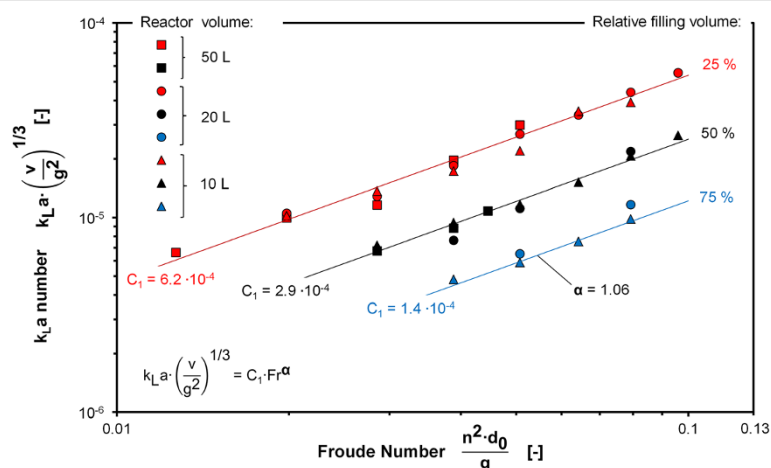 10⁻⁴
Reactor volume:
Relative filling volume:
50 L
20 L
10 L
25 %
50 %
75 %
10⁻⁵
10⁻⁶
kLa number kLa·(ν/g2)^1/3 [-]
C₁ = 6.2 ·10⁻⁴
C₁ = 2.9 ·10⁻⁴
C₁ = 1.4 ·10⁻⁴
α = 1.06
kLa·(ν/g2)^1/3 = C₁·Fr^α
0.01
0.1
0.13
Froude Number n²·d₀/g [-]